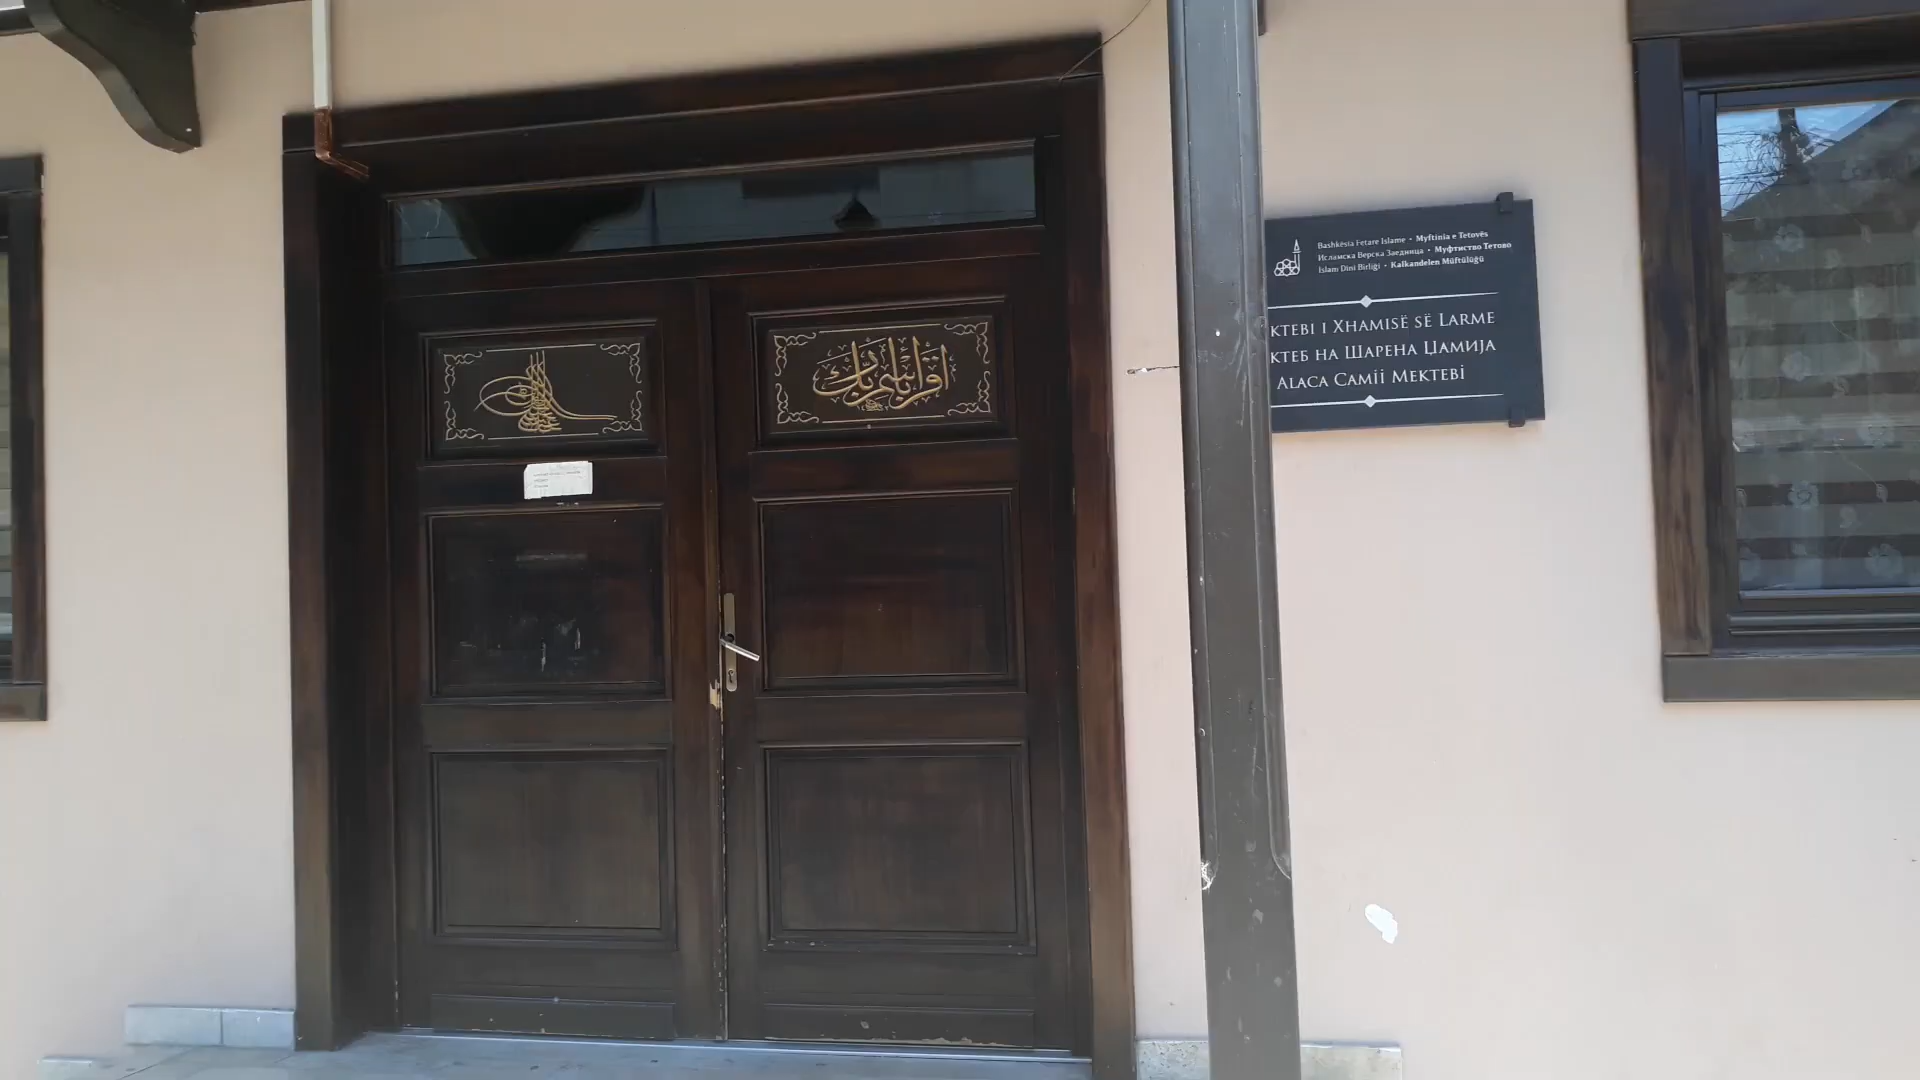 اقرأ باسم ربك
Bashkësia Fetare Islame • Myftinia e Tetovës
Исламска Верска Заедница • Муфтиство Тетово
İslam Dini Birliği • Kalkandelen Müftülüğü
KTEBI I XHAMISË SË LARME
КТЕБ НА ШАРЕНА ЏАМИЈА
ALACA CAMİİ MEKTEBİ